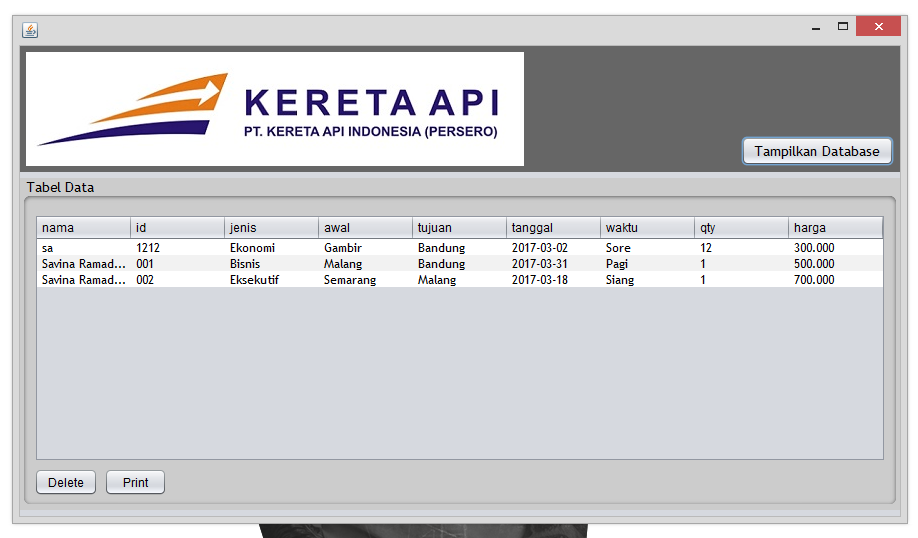 KERETA API
PT. KERETA API INDONESIA (PERSERO)
Tampilkan Database
Tabel Data
nama id jenis awal tujuan tanggal waktu qty harga
sa 1212 Ekonomi Gambir Bandung 2017-03-02 Sore 12 300.000
Savina Ramad... 001 Bisnis Malang Bandung 2017-03-31 Pagi 1 500.000
Savina Ramad... 002 Eksekutif Semarang Malang 2017-03-18 Siang 1 700.000
Delete Print